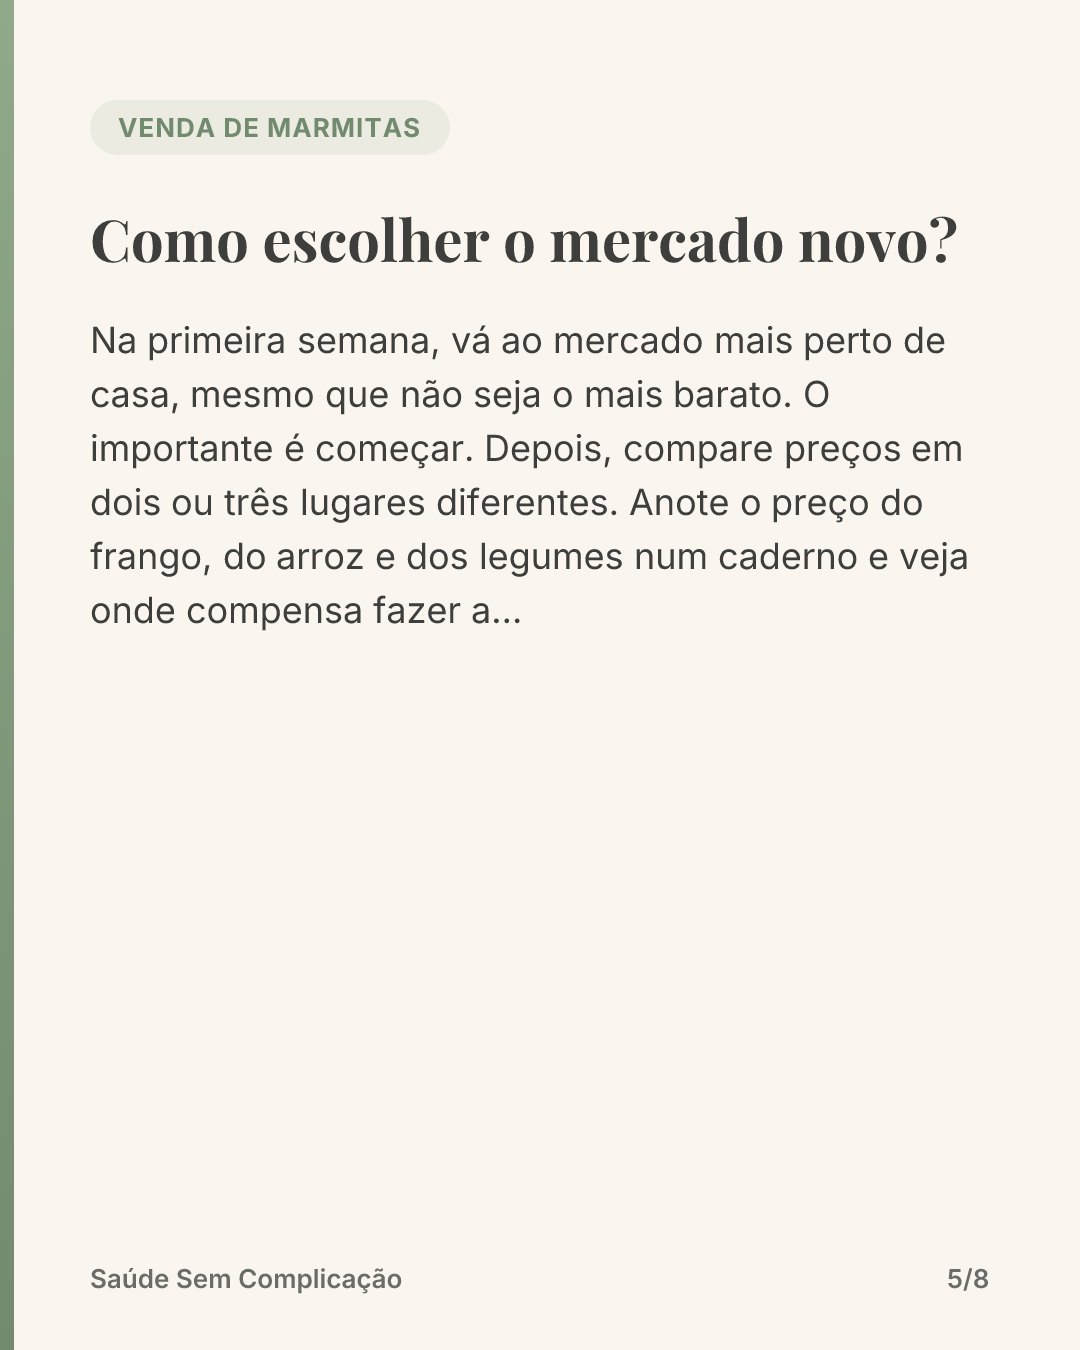 VENDA DE MARMITAS
Como escolher o mercado novo?
Na primeira semana, vá ao mercado mais perto de
casa, mesmo que não seja o mais barato. O
importante é começar. Depois, compare preços em
dois ou três lugares diferentes. Anote o preço do
frango, do arroz e dos legumes num caderno e veja
onde compensa fazer a...
Saúde Sem Complicação
5/8